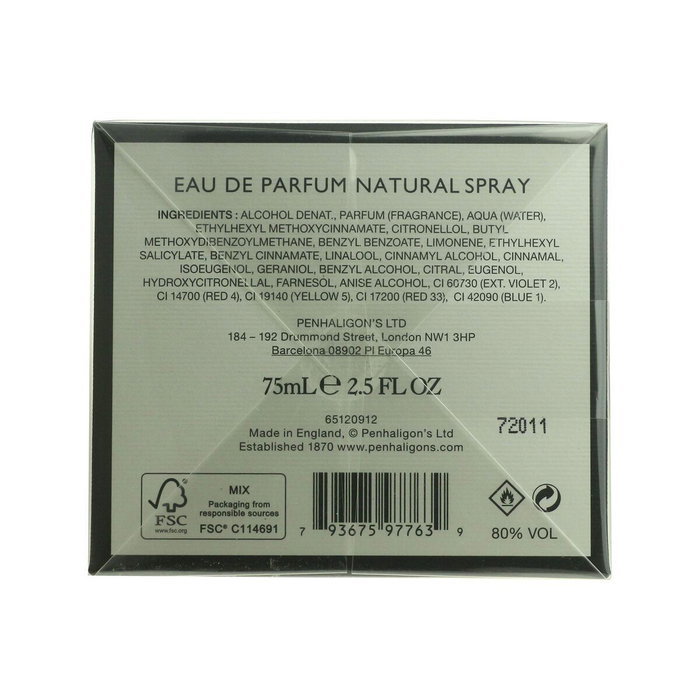 EAU DE PARFUM NATURAL SPRAY
INGREDIENTS : ALCOHOL DENAT., PARFUM (FRAGRANCE), AQUA (WATER),
ETHYLHEXYL METHOXYCINNAMATE, CITRONELLOL, BUTYL
METHOXYDIBENZOYLMETHANE, BENZYL BENZOATE, LIMONENE, ETHYLHEXYL
SALICYLATE, BENZYL CINNAMATE, LINALOOL, CINNAMYL ALCOHOL, CINNAMAL,
ISOEUGENOL, GERANIOL, BENZYL ALCOHOL, CITRAL, EUGENOL,
HYDROXYCITRONELLAL, FARNESOL, ANISE ALCOHOL, CI 60730 (EXT. VIOLET 2),
CI 14700 (RED 4), CI 19140 (YELLOW 5), CI 17200 (RED 33), CI 42090 (BLUE 1).
PENHALIGON'S LTD
184 – 192 Drummond Street, London NW1 3HP
Barcelona 08902 Pl Europa 46
75mL ℮ 2.5 FL OZ
65120912
72011
Made in England, © Penhaligon's Ltd
Established 1870 www.penhaligons.com
FSC
www.fsc.org
MIX
Packaging from
responsible sources
FSC® C114691
7 93675 97763 9
80% VOL